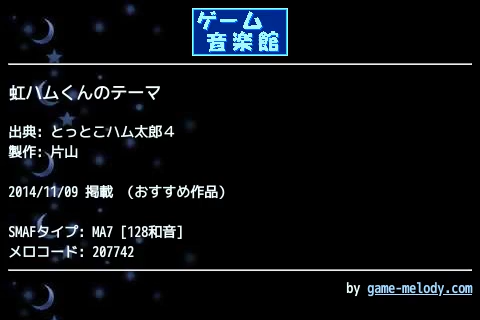 ゲーム
音楽館
虹ハムくんのテーマ
出典: とっとこハム太郎４
製作: 片山
2014/11/09 掲載 (おすすめ作品)
SMAFタイプ: MA7 [128和音]
メロコード: 207742
by game-melody.com